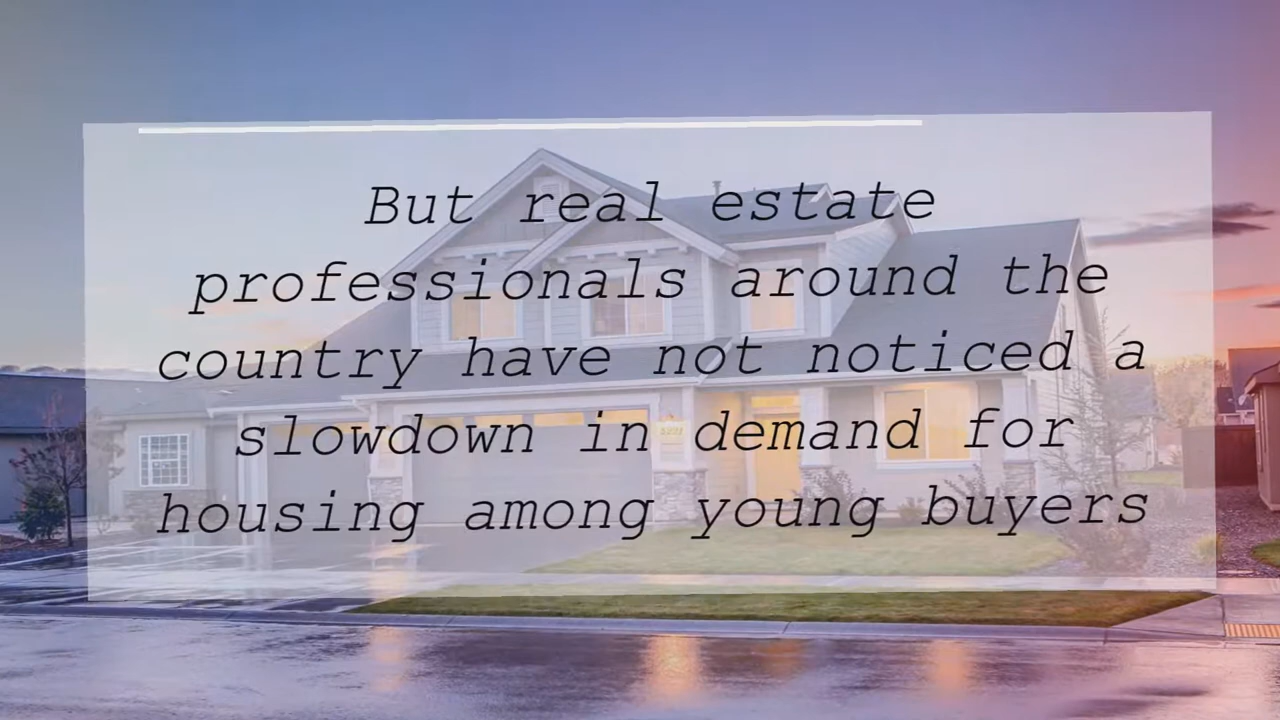 But real estate
professionals around the
country have not noticed a
slowdown in demand for
housing among young buyers